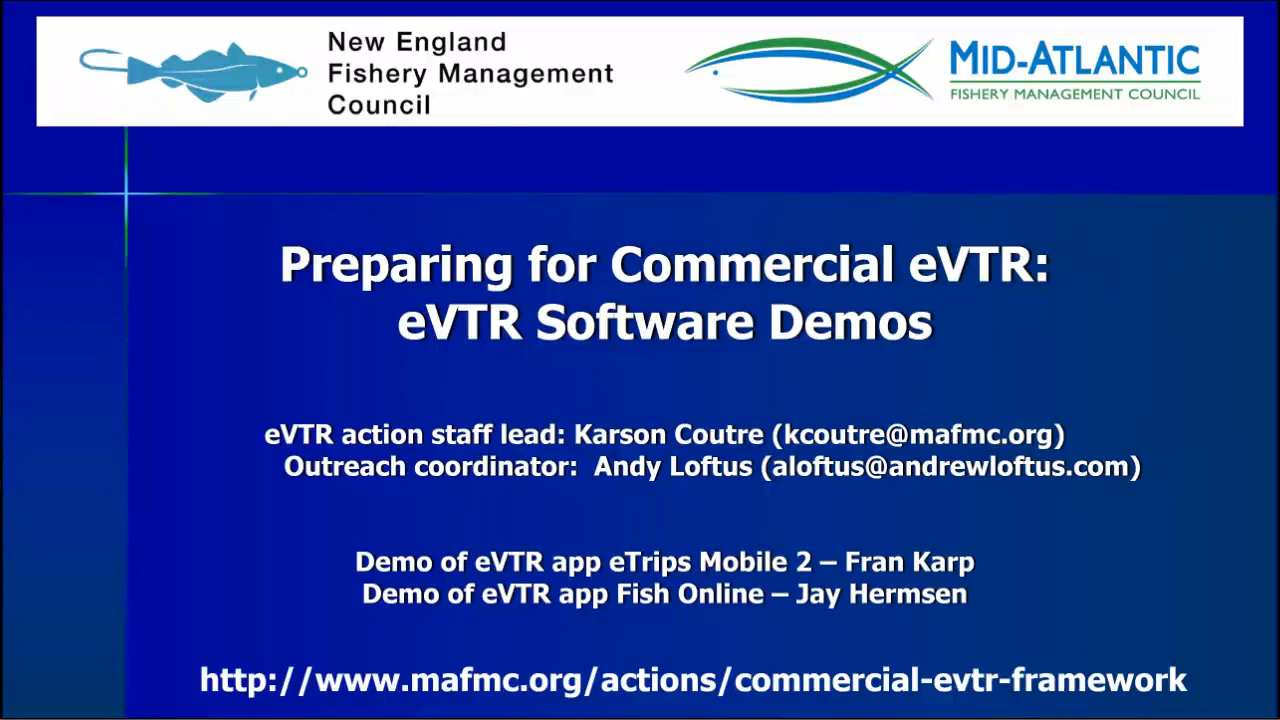 New England
Fishery Management
Council
MID-ATLANTIC
FISHERY MANAGEMENT COUNCIL
Preparing for Commercial eVTR:
eVTR Software Demos
eVTR action staff lead: Karson Coutre (kcoutre@mafmc.org)
Outreach coordinator: Andy Loftus (aloftus@andrewloftus.com)
Demo of eVTR app eTrips Mobile 2 – Fran Karp
Demo of eVTR app Fish Online – Jay Hermsen
http://www.mafmc.org/actions/commercial-evtr-framework